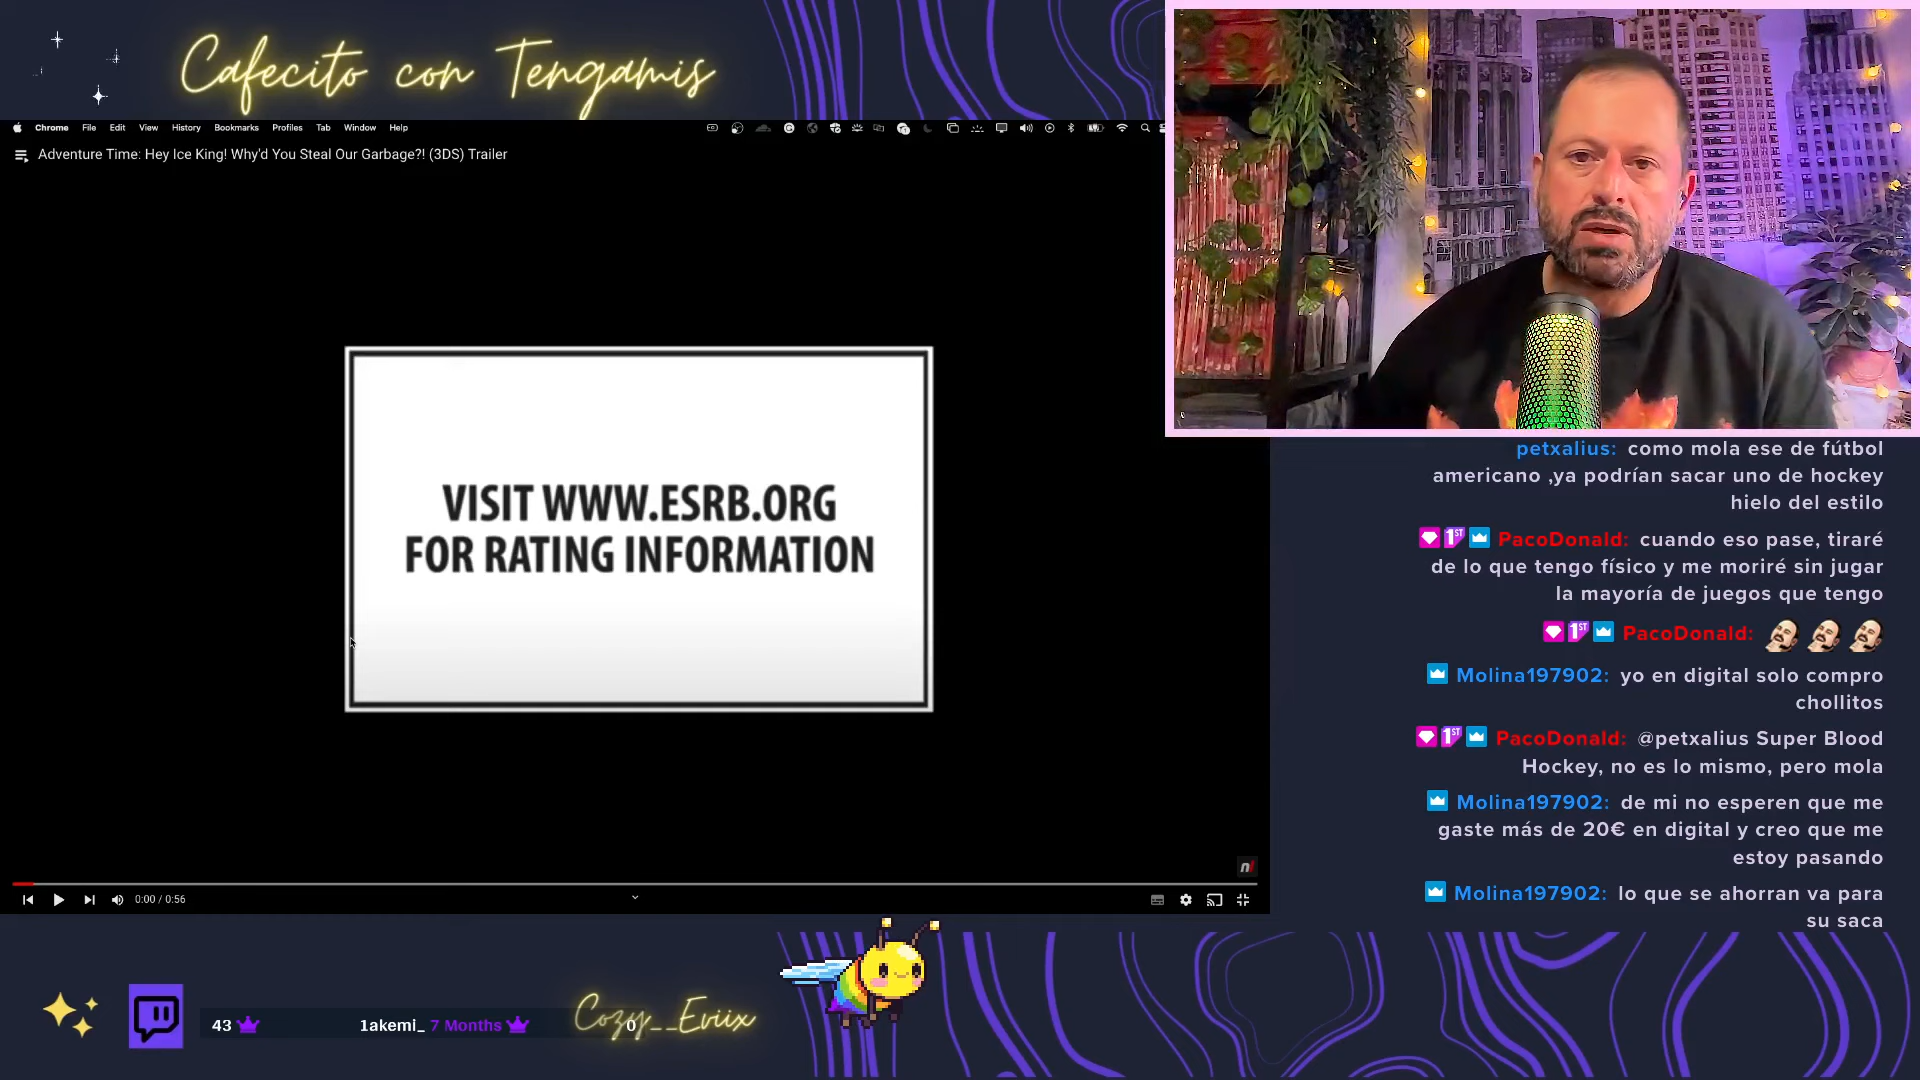 Cafecito con Tengamis
Chrome File Edit View History Bookmarks Profiles Tab Window Help
Adventure Time: Hey Ice King! Why'd You Steal Our Garbage?! (3DS) Trailer
VISIT WWW.ESRB.ORG
FOR RATING INFORMATION
n!
0:00 / 0:56
petxalius: como mola ese de fútbol
americano ,ya podrían sacar uno de hockey
hielo del estilo
1ST PacoDonald: cuando eso pase, tiraré
de lo que tengo físico y me moriré sin jugar
la mayoría de juegos que tengo
1ST PacoDonald:
Molina197902: yo en digital solo compro
chollitos
1ST PacoDonald: @petxalius Super Blood
Hockey, no es lo mismo, pero mola
Molina197902: de mi no esperen que me
gaste más de 20€ en digital y creo que me
estoy pasando
Molina197902: lo que se ahorran va para
su saca
43
1akemi_ 7 Months
Cozy__Eviix
0